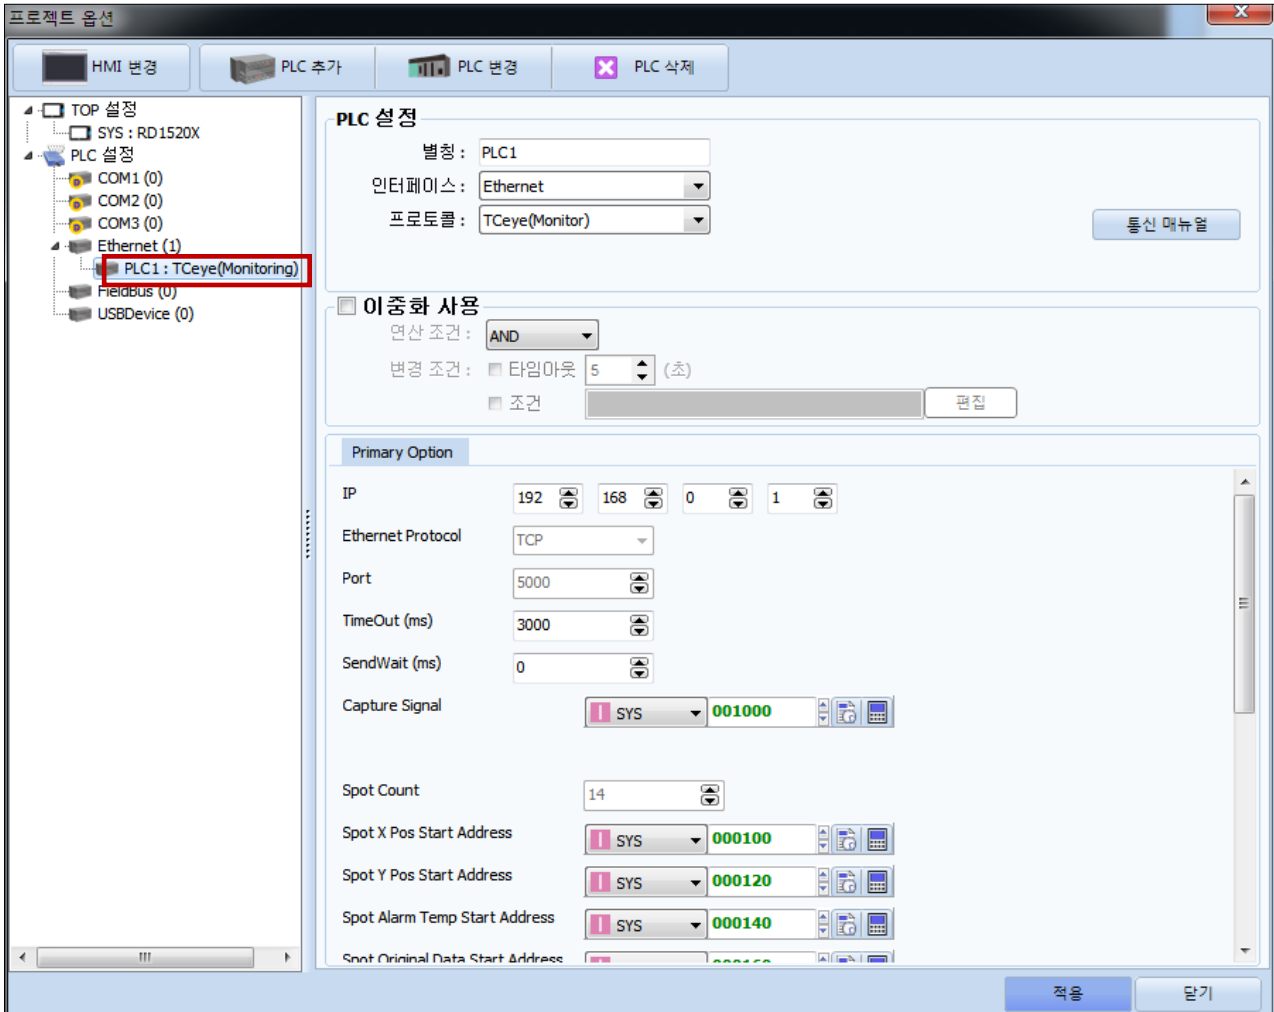 프로젝트 옵션
X
HMI 변경
PLC 추가
PLC 변경
PLC 삭제
TOP 설정
SYS : RD1520X
PLC 설정
COM1 (0)
COM2 (0)
COM3 (0)
Ethernet (1)
PLC1 : TCeye(Monitoring)
FieldBus (0)
USBDevice (0)
PLC 설정
별칭 : PLC1
인터페이스 : Ethernet
프로토콜 : TCeye(Monitor)
통신 매뉴얼
이중화 사용
연산 조건 : AND
변경 조건 : 타임아웃 5 (초)
조건 편집
Primary Option
IP 192 168 0 1
Ethernet Protocol TCP
Port 5000
TimeOut (ms) 3000
SendWait (ms) 0
Capture Signal SYS 001000
Spot Count 14
Spot X Pos Start Address SYS 000100
Spot Y Pos Start Address SYS 000120
Spot Alarm Temp Start Address SYS 000140
Spot Original Data Start Address 000160
적용 닫기